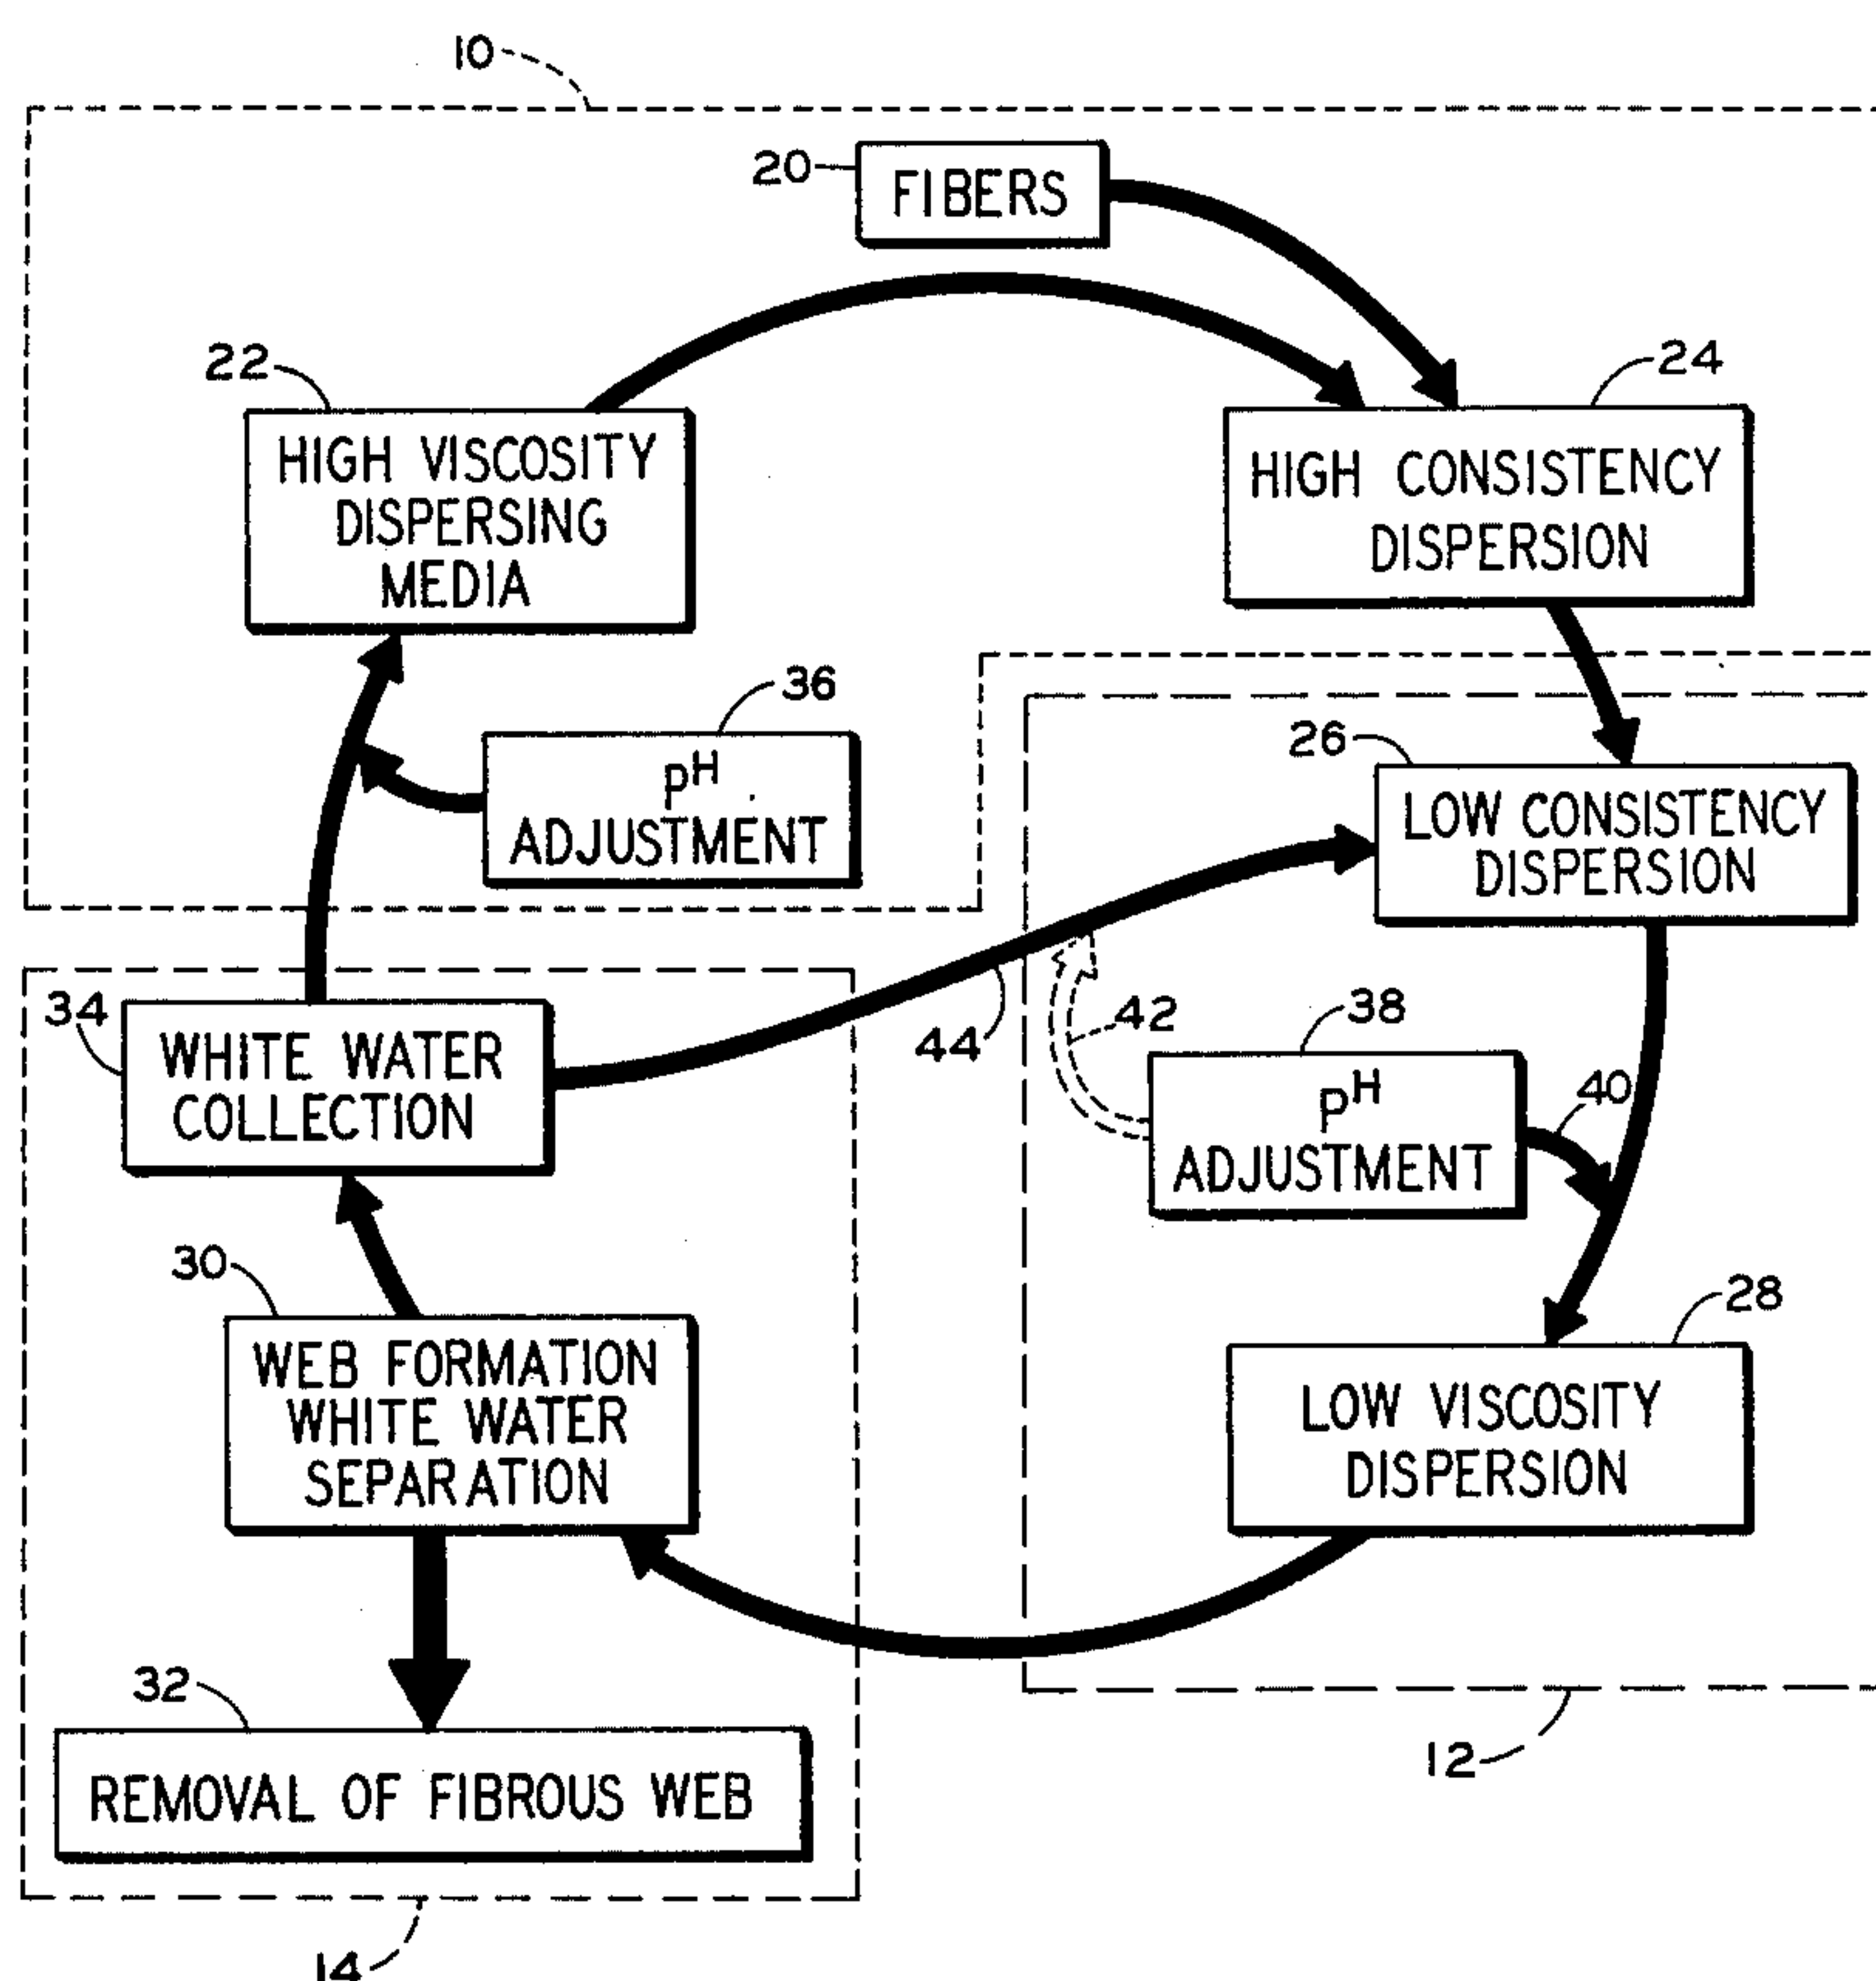 10
20
FIBERS
22
HIGH VISCOSITY
DISPERSING
MEDIA
24
HIGH CONSISTENCY
DISPERSION
36
pH
ADJUSTMENT
26
LOW CONSISTENCY
DISPERSION
34
WHITE WATER
COLLECTION
44
42
38
pH
ADJUSTMENT
40
30
WEB FORMATION
WHITE WATER
SEPARATION
28
LOW VISCOSITY
DISPERSION
32
REMOVAL OF FIBROUS WEB
12
14